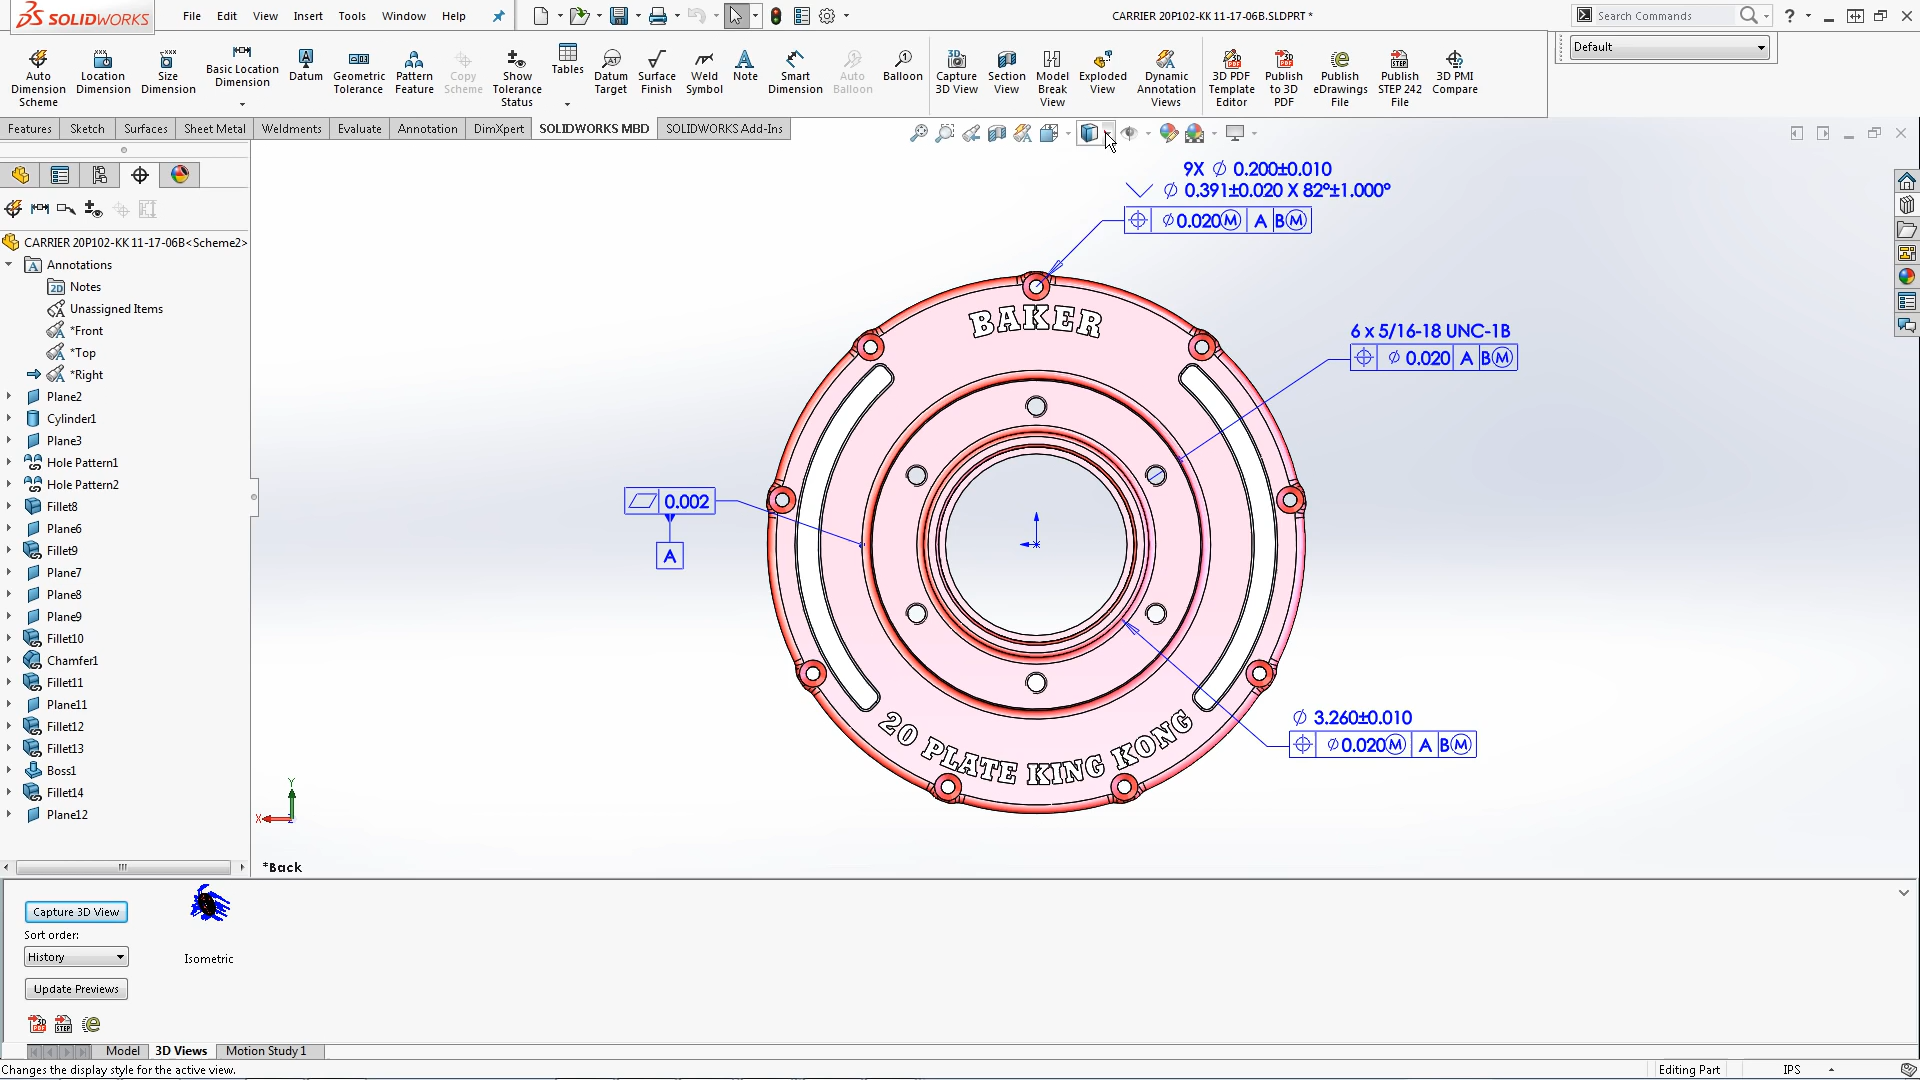 SOLIDWORKS
File Edit View Insert Tools Window Help
CARRIER 20P102-KK 11-17-06B.SLDPRT *
Search Commands
?
Default
Auto Dimension Scheme
Location Dimension
Size Dimension
Basic Location Dimension
Datum
Geometric Tolerance
Pattern Feature
Copy Scheme
Show Tolerance Status
Tables
Datum Target
Surface Finish
Weld Symbol
Note
Smart Dimension
Auto Balloon
Balloon
Capture 3D View
Section View
Model Break View
Exploded View
Dynamic Annotation Views
3D PDF Template Editor
Publish to 3D PDF
Publish eDrawings File
Publish STEP 242 File
3D PMI Compare
Features Sketch Surfaces Sheet Metal Weldments Evaluate Annotation DimXpert SOLIDWORKS MBD SOLIDWORKS Add-Ins
CARRIER 20P102-KK 11-17-06B<Scheme2>
Annotations
Notes
Unassigned Items
*Front
*Top
*Right
Plane2
Cylinder1
Plane3
Hole Pattern1
Hole Pattern2
Fillet8
Plane6
Fillet9
Plane7
Plane8
Plane9
Fillet10
Chamfer1
Fillet11
Plane11
Fillet12
Fillet13
Boss1
Fillet14
Plane12
9X ∅ 0.200±0.010
∅ 0.391±0.020 X 82°±1.000°
∅0.020Ⓜ A BⓂ
BAKER
6 x 5/16-18 UNC-1B
∅ 0.020 A BⓂ
0.002
A
20 PLATE KING KONG
∅ 3.260±0.010
∅0.020Ⓜ A BⓂ
Y
X
*Back
Capture 3D View
Sort order:
History
Update Previews
Isometric
Model 3D Views Motion Study 1
Changes the display style for the active view.
Editing Part
IPS